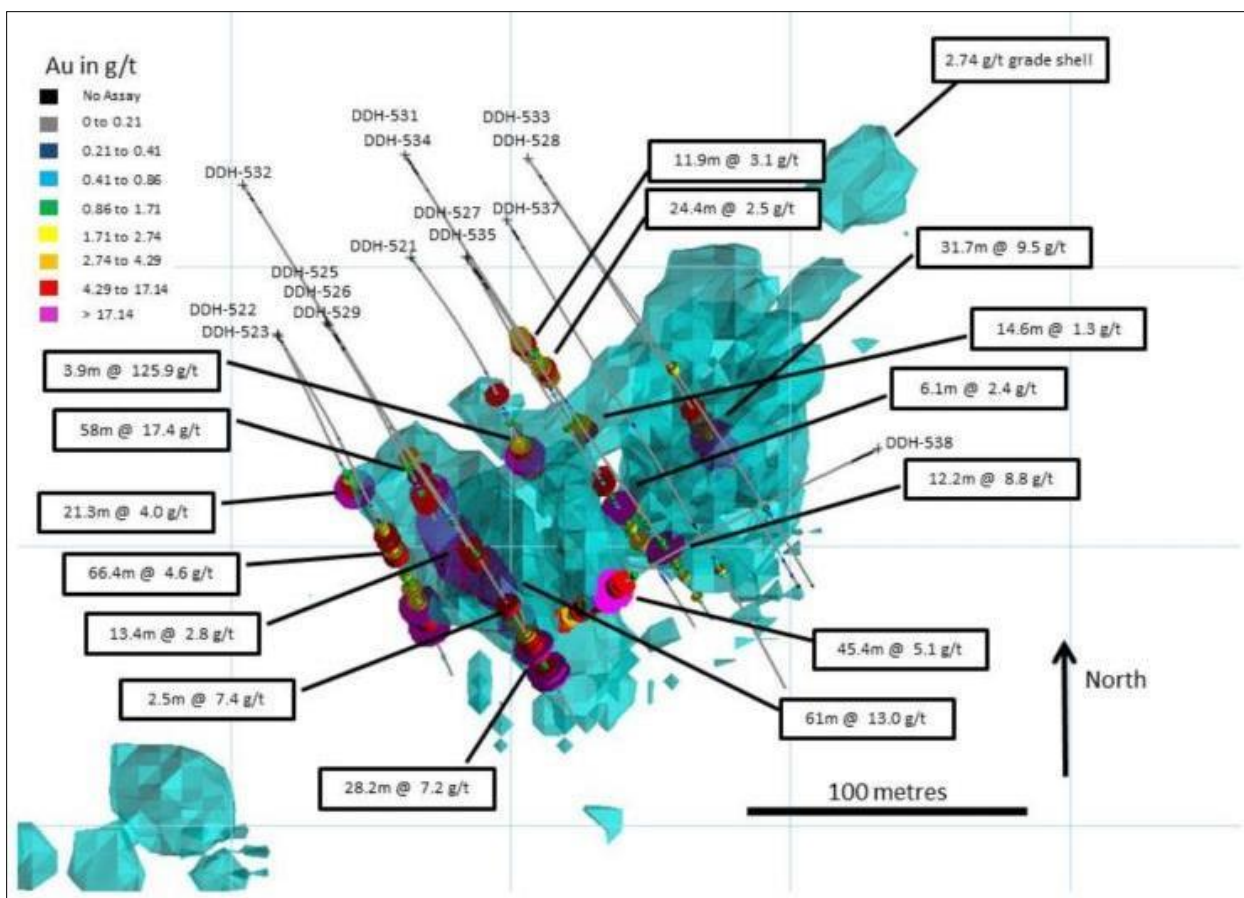 Au in g/t
No Assay
0 to 0.21
0.21 to 0.41
0.41 to 0.86
0.86 to 1.71
1.71 to 2.74
2.74 to 4.29
4.29 to 17.14
> 17.14
2.74 g/t grade shell
DDH-531
DDH-533
DDH-534
DDH-528
DDH-532
DDH-527
DDH-537
DDH-535
DDH-521
DDH-525
DDH-526
DDH-522
DDH-529
DDH-523
DDH-538
11.9m @ 3.1 g/t
24.4m @ 2.5 g/t
31.7m @ 9.5 g/t
14.6m @ 1.3 g/t
6.1m @ 2.4 g/t
12.2m @ 8.8 g/t
3.9m @ 125.9 g/t
58m @ 17.4 g/t
21.3m @ 4.0 g/t
66.4m @ 4.6 g/t
13.4m @ 2.8 g/t
2.5m @ 7.4 g/t
28.2m @ 7.2 g/t
45.4m @ 5.1 g/t
61m @ 13.0 g/t
North
100 metres